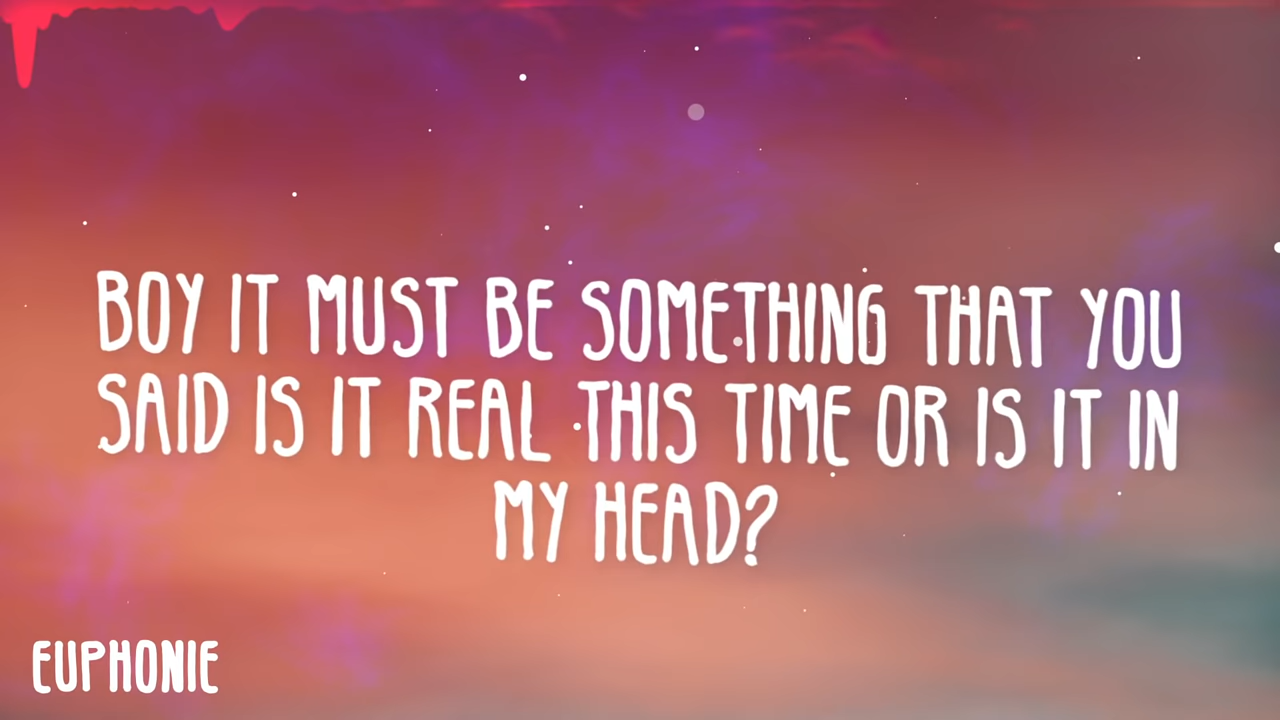 BOY IT MUST BE SOMETHING THAT YOU
SAID IS IT REAL THIS TIME OR IS IT IN
MY HEAD?
EUPHONIE